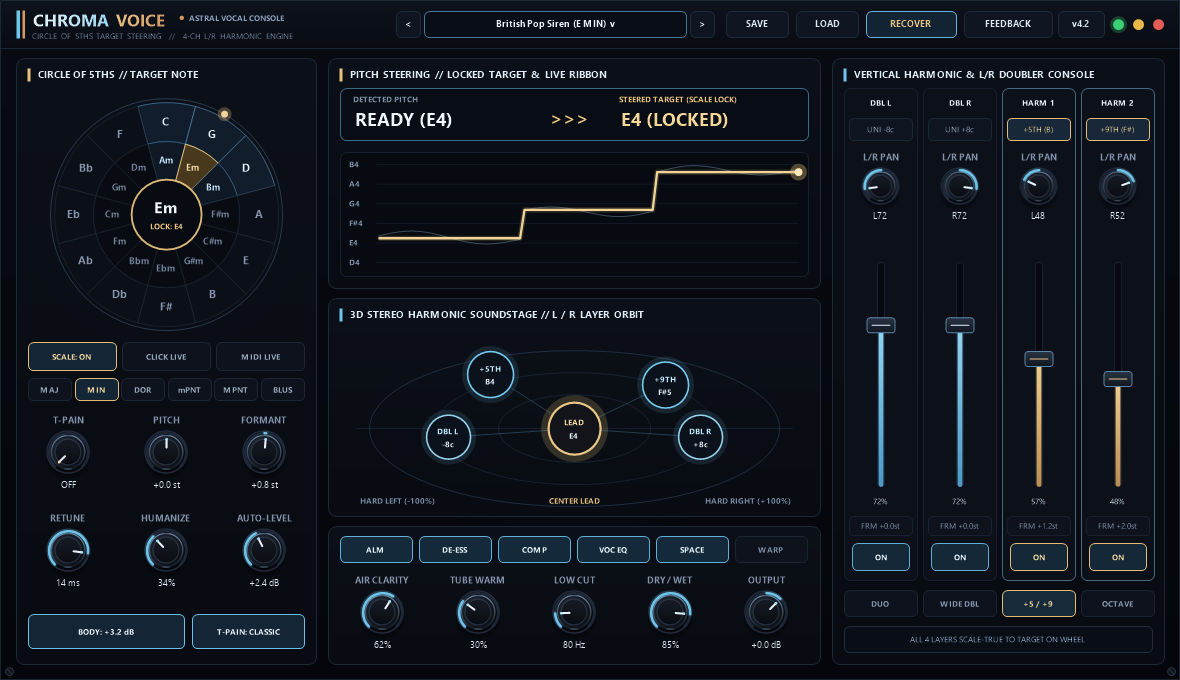 CHROMA VOICE
ASTRAL VOCAL CONSOLE
CIRCLE OF 5THS TARGET STEERING // 4-CH L/R HARMONIC ENGINE
<
British Pop Siren (E MIN) v
>
SAVE
LOAD
RECOVER
FEEDBACK
v4.2
CIRCLE OF 5THS // TARGET NOTE
C
G
D
A
E
B
F#
Db
Ab
Eb
Bb
F
Am
Em
Bm
F#m
C#m
G#m
Ebm
Bbm
Fm
Cm
Gm
Dm
Em
LOCK: E4
SCALE: ON
CLICK LIVE
MIDI LIVE
MAJ
MIN
DOR
mPNT
MPNT
BLUS
T-PAIN
PITCH
FORMANT
OFF
+0.0 st
+0.8 st
RETUNE
HUMANIZE
AUTO-LEVEL
14 ms
34%
+2.4 dB
BODY: +3.2 dB
T-PAIN: CLASSIC
PITCH STEERING // LOCKED TARGET & LIVE RIBBON
DETECTED PITCH
STEERED TARGET (SCALE LOCK)
READY (E4)
>>>
E4 (LOCKED)
B4
A4
G4
F#4
E4
D4
3D STEREO HARMONIC SOUNDSTAGE // L / R LAYER ORBIT
+5TH
B4
+9TH
F#5
LEAD
E4
DBL L
-8c
DBL R
+8c
HARD LEFT (-100%)
CENTER LEAD
HARD RIGHT (+100%)
ALM
DE-ESS
COMP
VOC EQ
SPACE
WARP
AIR CLARITY
TUBE WARM
LOW CUT
DRY / WET
OUTPUT
62%
30%
80 Hz
85%
+0.0 dB
VERTICAL HARMONIC & L/R DOUBLER CONSOLE
DBL L
DBL R
HARM 1
HARM 2
UNI -8c
UNI +8c
+5TH (B)
+9TH (F#)
L/R PAN
L/R PAN
L/R PAN
L/R PAN
L72
R72
L48
R52
72%
72%
57%
48%
FRM +0.0st
FRM +0.0st
FRM +1.2st
FRM +2.0st
ON
ON
ON
ON
DUO
WIDE DBL
+5 / +9
OCTAVE
ALL 4 LAYERS SCALE-TRUE TO TARGET ON WHEEL